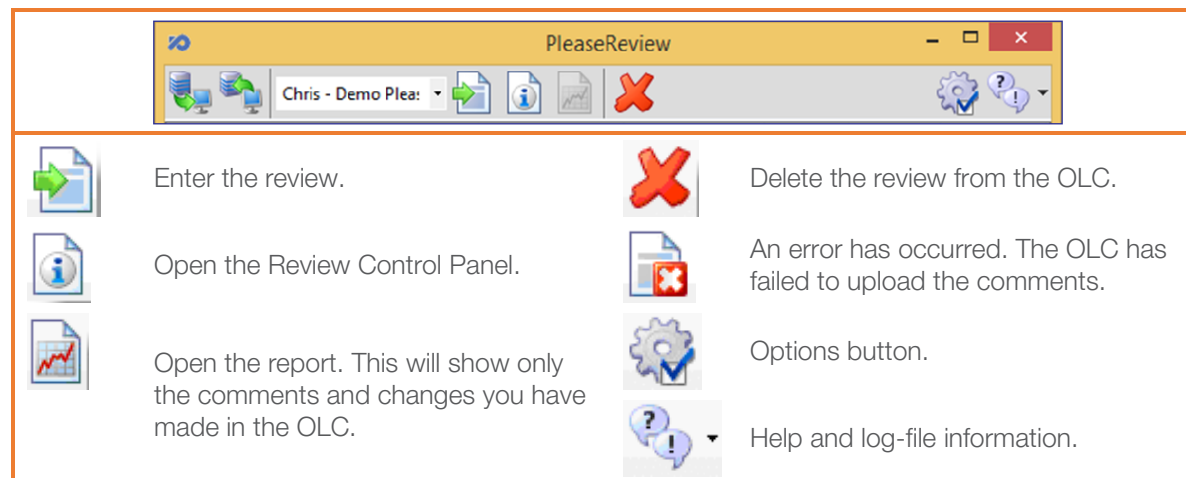 PleaseReview
Chris - Demo Plea:
Enter the review.
Open the Review Control Panel.
Open the report. This will show only
the comments and changes you have
made in the OLC.
Delete the review from the OLC.
An error has occurred. The OLC has
failed to upload the comments.
Options button.
Help and log-file information.